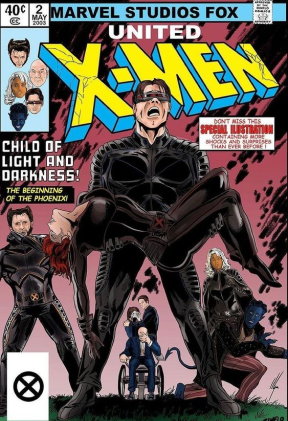 40¢
2
MAY
2003
MARVEL STUDIOS FOX
UNITED
X-MEN
DON'T MISS THIS
SPECIAL ILUSTRATION
CONTAINING MORE
SHOCKS AND SURPRISES
THAN EVER BEFORE!
CHILD OF
LIGHT AND
DARKNESS!
THE BEGINNING
OF THE PHOENIX!